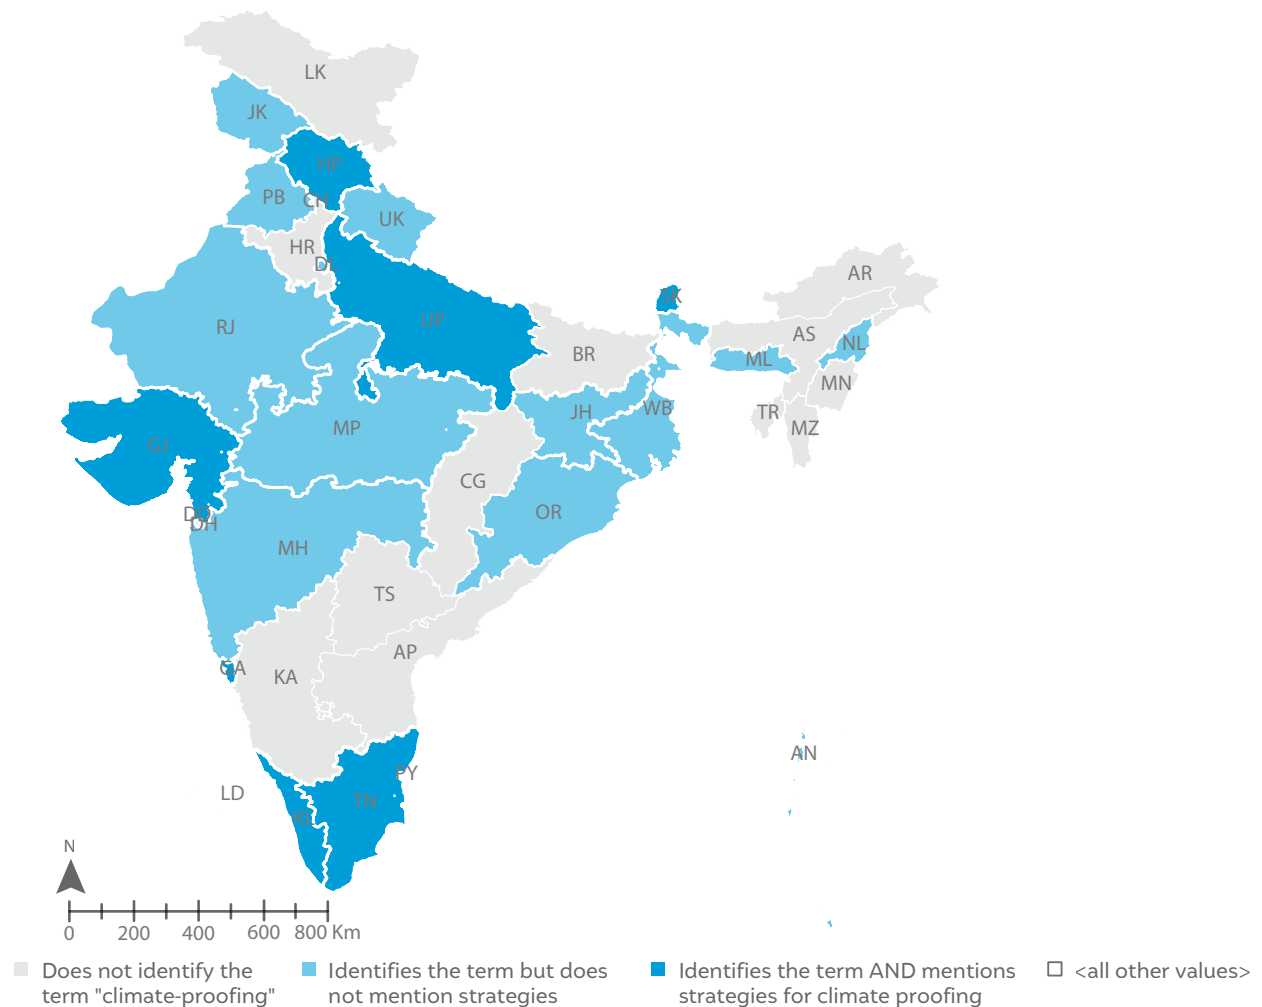 LK
JK
HP
PB
CH
UK
HR
DL
AR
SK
UP
RJ
AS
NL
BR
ML
MN
JH
WB
TR
MP
MZ
GJ
CG
OR
DD
DH
MH
TS
AP
GA
KA
AN
PY
LD
TN
KL
N
0 200 400 600 800 Km
Does not identify the
term "climate-proofing"
Identifies the term but does
not mention strategies
Identifies the term AND mentions
strategies for climate proofing
<all other values>